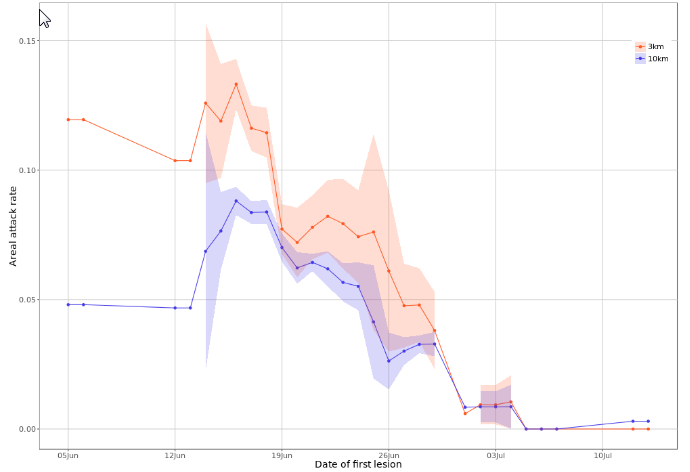 0.15
3km
10km
0.10
Areal attack rate
0.05
0.00
05Jun 12Jun 19Jun 26Jun 03Jul 10Jul
Date of first lesion